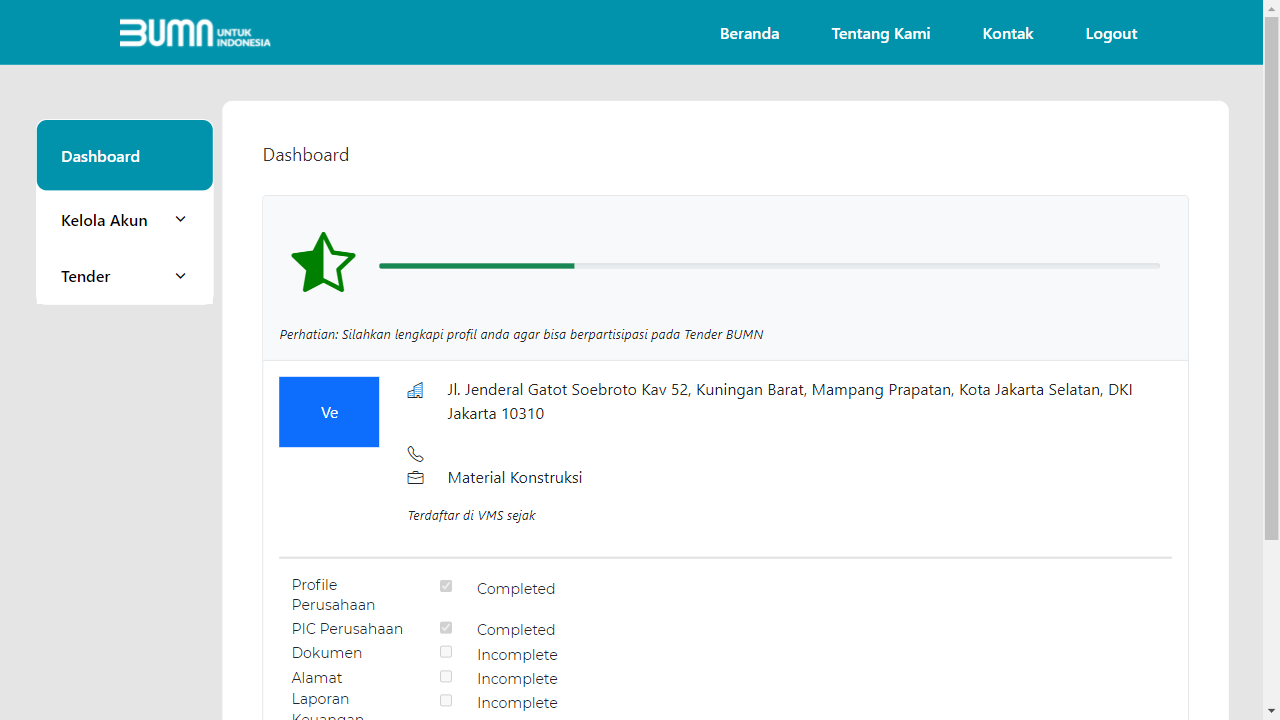 BUMN UNTUK INDONESIA
Beranda
Tentang Kami
Kontak
Logout
Dashboard
Kelola Akun
Tender
Dashboard
Perhatian: Silahkan lengkapi profil anda agar bisa berpartisipasi pada Tender BUMN
Ve
Jl. Jenderal Gatot Soebroto Kav 52, Kuningan Barat, Mampang Prapatan, Kota Jakarta Selatan, DKI
Jakarta 10310
Material Konstruksi
Terdaftar di VMS sejak
Profile Perusahaan
Completed
PIC Perusahaan
Completed
Dokumen
Incomplete
Alamat
Incomplete
Laporan Keuangan
Incomplete